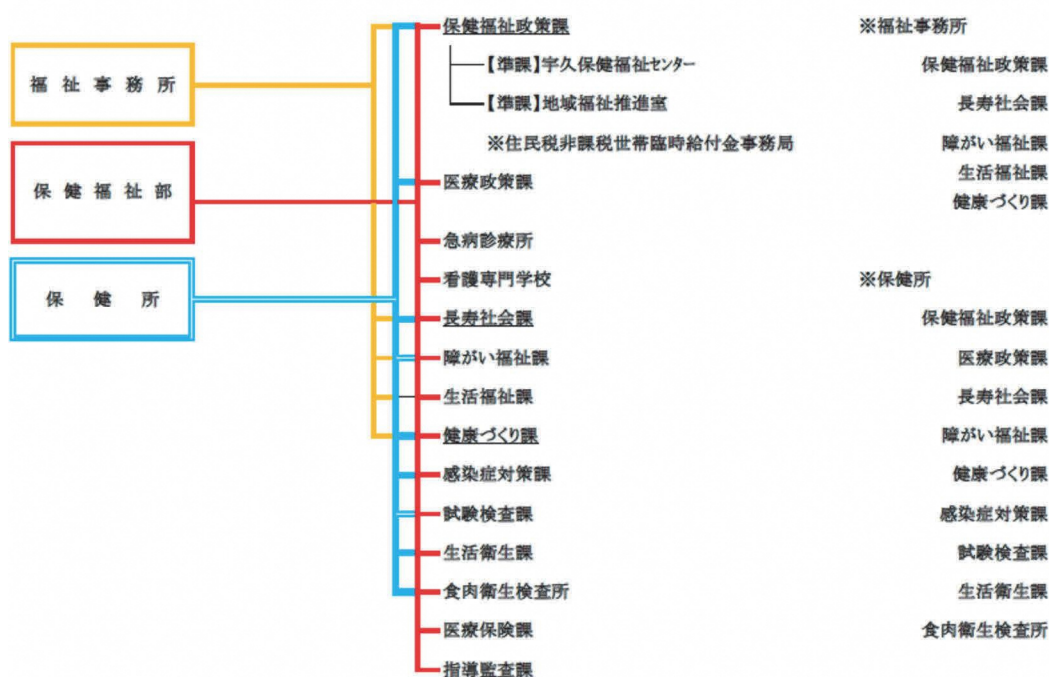 福祉事務所
保健福祉部
保健所
保健福祉政策課
【準課】宇久保健福祉センター
【準課】地域福祉推進室
※住民税非課税世帯臨時給付金事務局
医療政策課
急病診療所
看護専門学校
長寿社会課
障がい福祉課
生活福祉課
健康づくり課
感染症対策課
試験検査課
生活衛生課
食肉衛生検査所
医療保険課
指導監査課
※福祉事務所
保健福祉政策課
長寿社会課
障がい福祉課
生活福祉課
健康づくり課
※保健所
保健福祉政策課
医療政策課
長寿社会課
障がい福祉課
健康づくり課
感染症対策課
試験検査課
生活衛生課
食肉衛生検査所